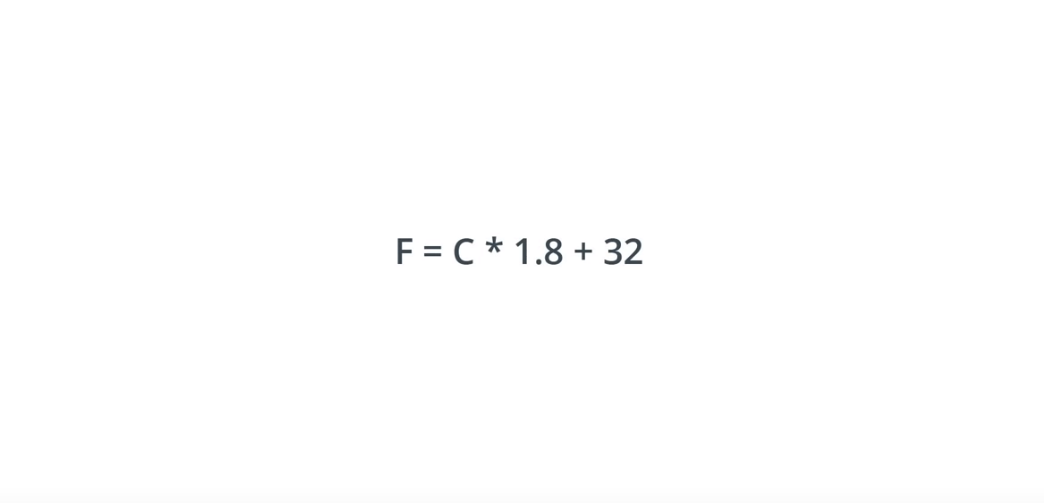 F = C * 1.8 + 32